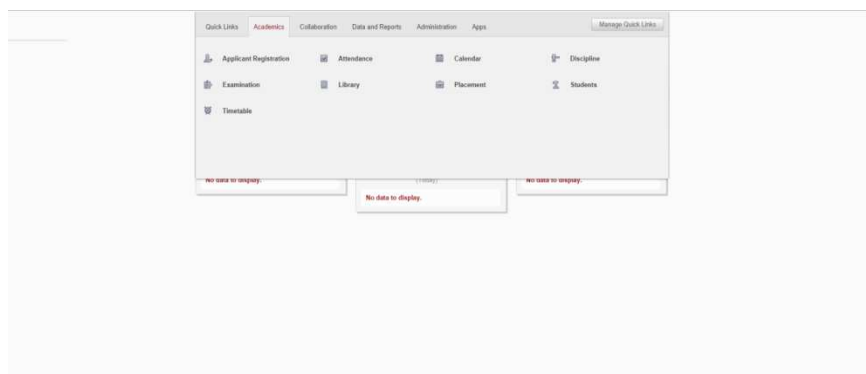 Quick Links Academics Collaboration Data and Reports Administration Apps Manage Quick Links
Applicant Registration Attendance Calendar Discipline
Examination Library Placement Students
Timetable
No data to display. (Today) No data to display.
No data to display.